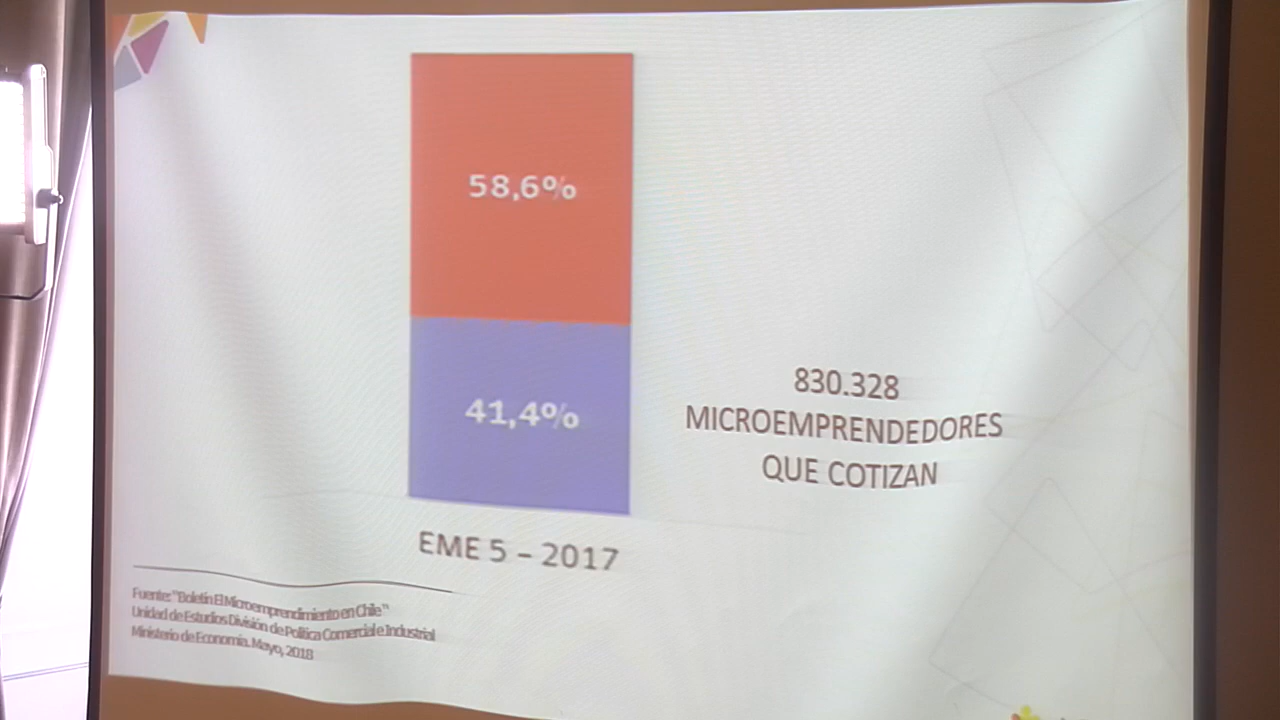 58,6%
41,4%
830.328
MICROEMPRENDEDORES
QUE COTIZAN
EME 5 – 2017
Fuente: "Boletín El Microemprendimiento en Chile"
Unidad de Estudios División de Política Comercial e Industrial
Ministerio de Economía. Mayo, 2018